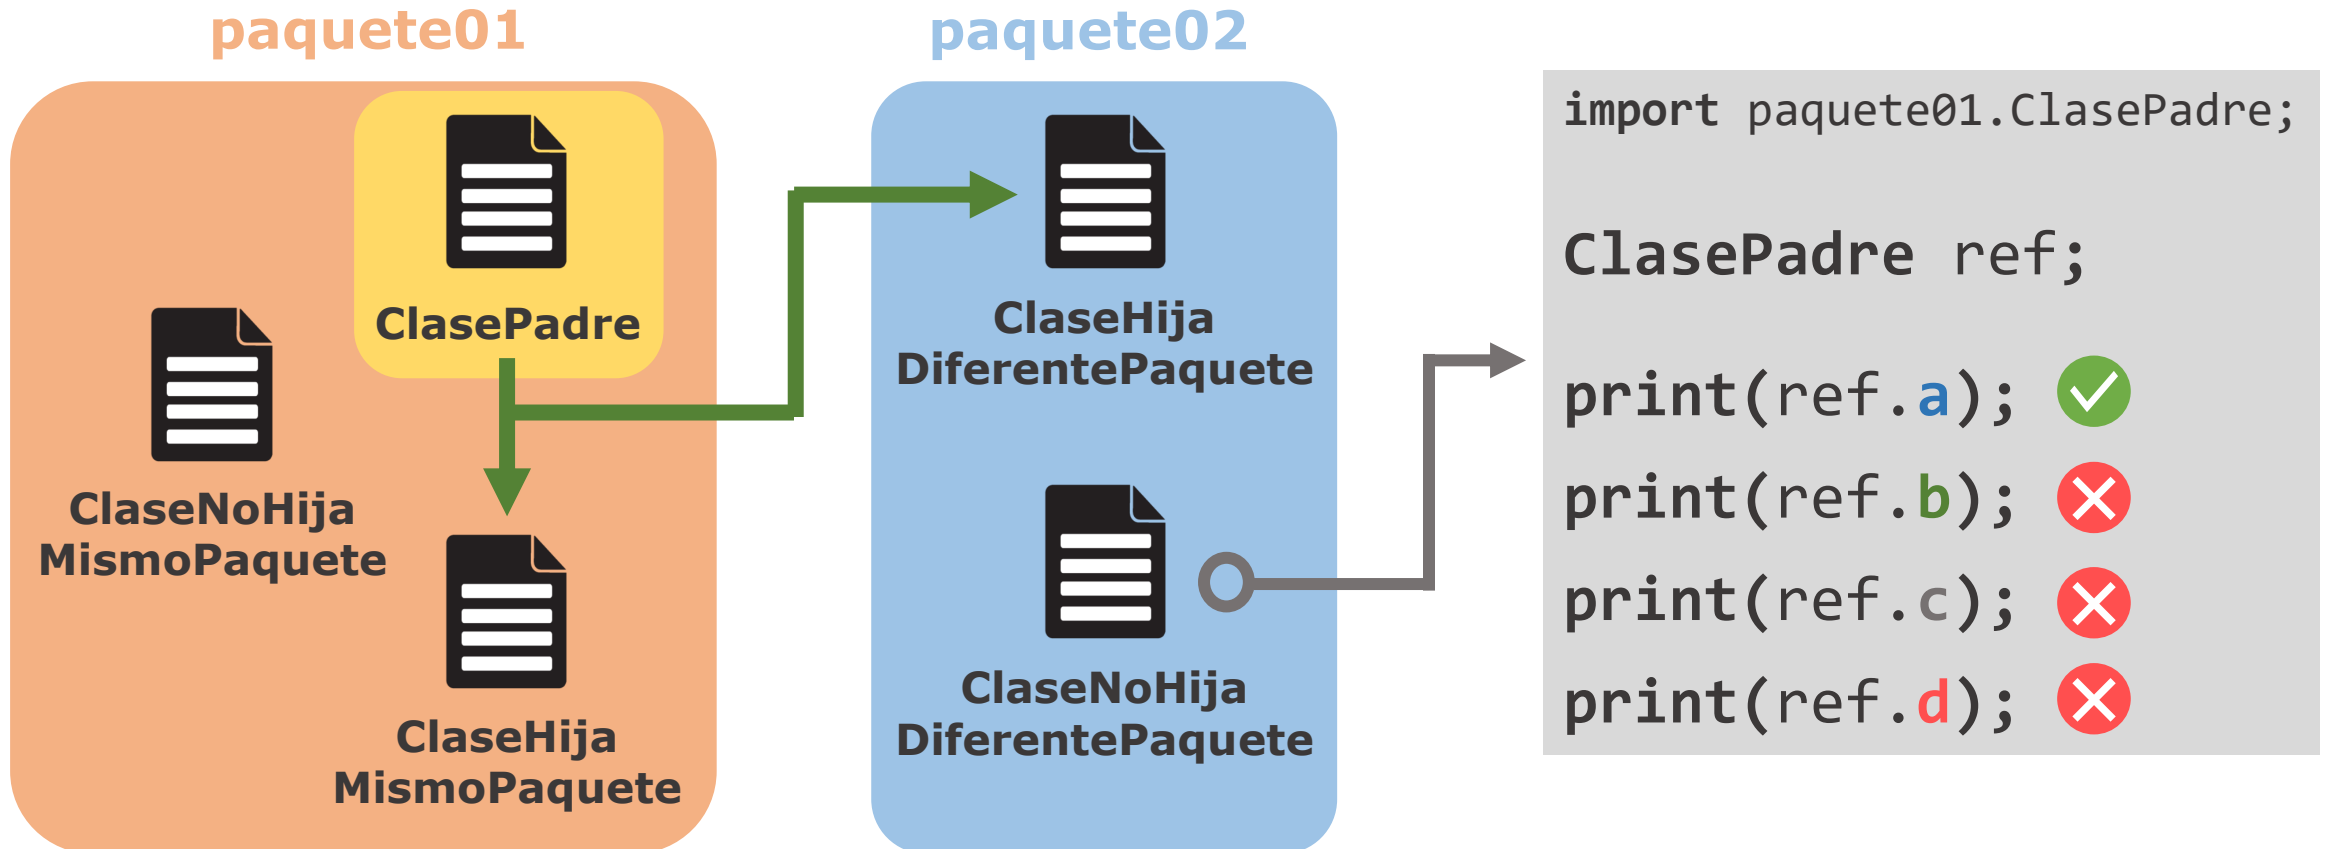 paquete01
paquete02
ClasePadre
ClaseNoHija
MismoPaquete
ClaseHija
MismoPaquete
ClaseHija
DiferentePaquete
ClaseNoHija
DiferentePaquete
import paquete01.ClasePadre;
ClasePadre ref;
print(ref.a);
print(ref.b);
print(ref.c);
print(ref.d);